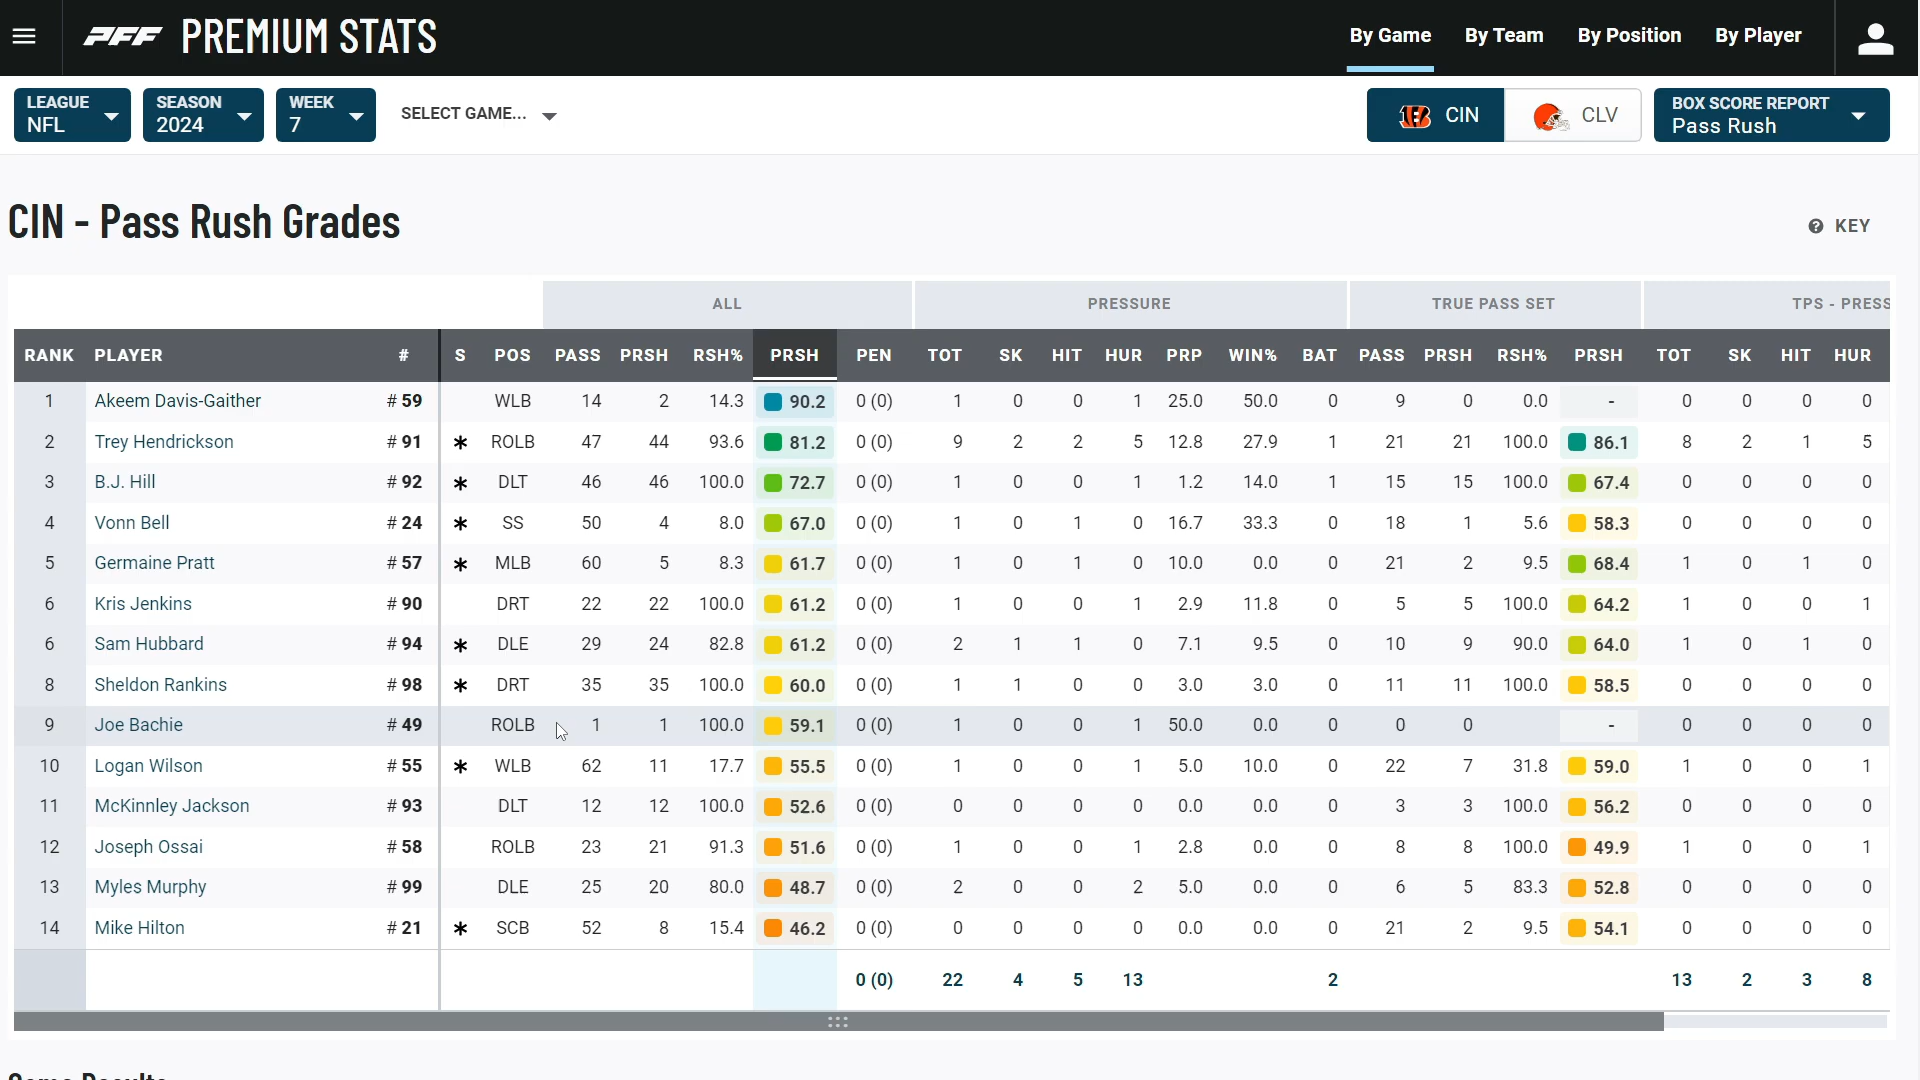 PFF PREMIUM STATS
By Game By Team By Position By Player
LEAGUE NFL SEASON 2024 WEEK 7 SELECT GAME... CIN CLV BOX SCORE REPORT Pass Rush
CIN - Pass Rush Grades
KEY
ALL PRESSURE TRUE PASS SET TPS - PRESS
RANK PLAYER # S POS PASS PRSH RSH% PRSH PEN TOT SK HIT HUR PRP WIN% BAT PASS PRSH RSH% PRSH TOT SK HIT HUR
1 Akeem Davis-Gaither # 59 WLB 14 2 14.3 90.2 0 (0) 1 0 0 1 25.0 50.0 0 9 0 0.0 - 0 0 0 0
2 Trey Hendrickson # 91 * ROLB 47 44 93.6 81.2 0 (0) 9 2 2 5 12.8 27.9 1 21 21 100.0 86.1 8 2 1 5
3 B.J. Hill # 92 * DLT 46 46 100.0 72.7 0 (0) 1 0 0 1 1.2 14.0 1 15 15 100.0 67.4 0 0 0 0
4 Vonn Bell # 24 * SS 50 4 8.0 67.0 0 (0) 1 0 1 0 16.7 33.3 0 18 1 5.6 58.3 0 0 0 0
5 Germaine Pratt # 57 * MLB 60 5 8.3 61.7 0 (0) 1 0 1 0 10.0 0.0 0 21 2 9.5 68.4 1 0 1 0
6 Kris Jenkins # 90 DRT 22 22 100.0 61.2 0 (0) 1 0 0 1 2.9 11.8 0 5 5 100.0 64.2 1 0 0 1
6 Sam Hubbard # 94 * DLE 29 24 82.8 61.2 0 (0) 2 1 1 0 7.1 9.5 0 10 9 90.0 64.0 1 0 1 0
8 Sheldon Rankins # 98 * DRT 35 35 100.0 60.0 0 (0) 1 1 0 0 3.0 3.0 0 11 11 100.0 58.5 0 0 0 0
9 Joe Bachie # 49 ROLB 1 1 100.0 59.1 0 (0) 1 0 0 1 50.0 0.0 0 0 0 - 0 0 0 0
10 Logan Wilson # 55 * WLB 62 11 17.7 55.5 0 (0) 1 0 0 1 5.0 10.0 0 22 7 31.8 59.0 1 0 0 1
11 McKinnley Jackson # 93 DLT 12 12 100.0 52.6 0 (0) 0 0 0 0 0.0 0.0 0 3 3 100.0 56.2 0 0 0 0
12 Joseph Ossai # 58 ROLB 23 21 91.3 51.6 0 (0) 1 0 0 1 2.8 0.0 0 8 8 100.0 49.9 1 0 0 1
13 Myles Murphy # 99 DLE 25 20 80.0 48.7 0 (0) 2 0 0 2 5.0 0.0 0 6 5 83.3 52.8 0 0 0 0
14 Mike Hilton # 21 * SCB 52 8 15.4 46.2 0 (0) 0 0 0 0 0.0 0.0 0 21 2 9.5 54.1 0 0 0 0
0 (0) 22 4 5 13 2 13 2 3 8
Game Results